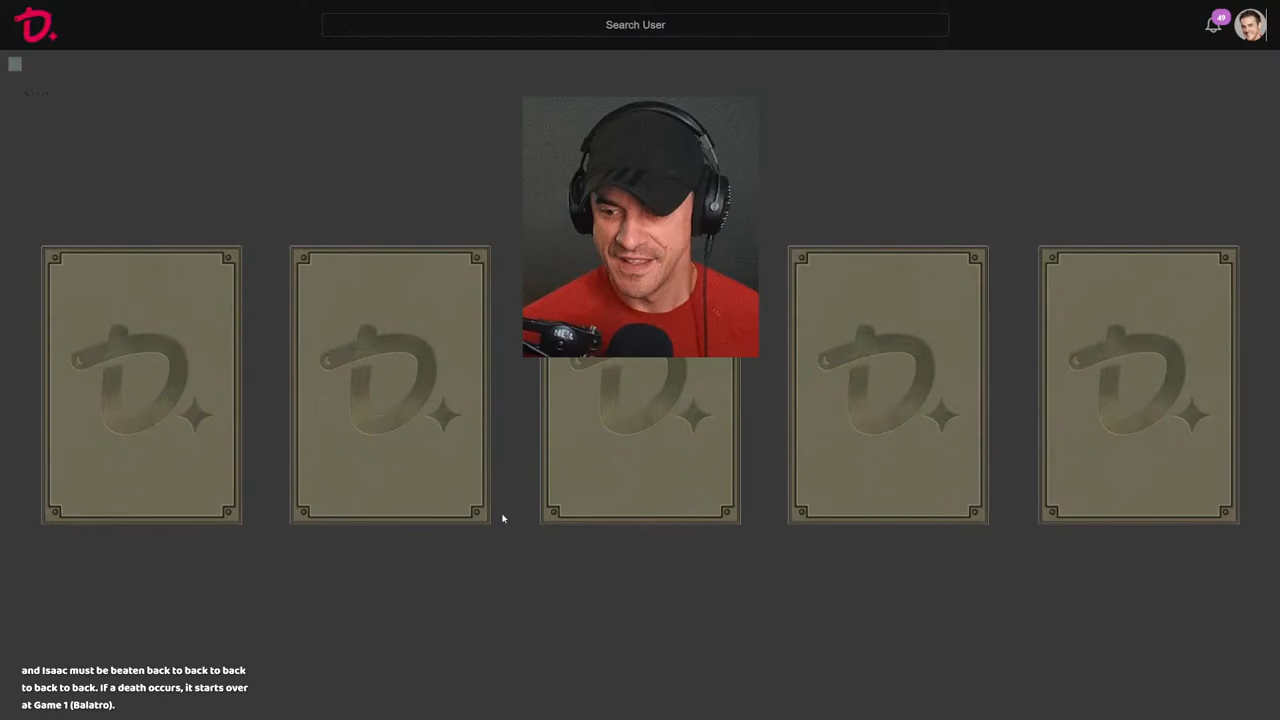 Search User
49
and Isaac must be beaten back to back to back
to back to back. If a death occurs, it starts over
at Game 1 (Balatro).